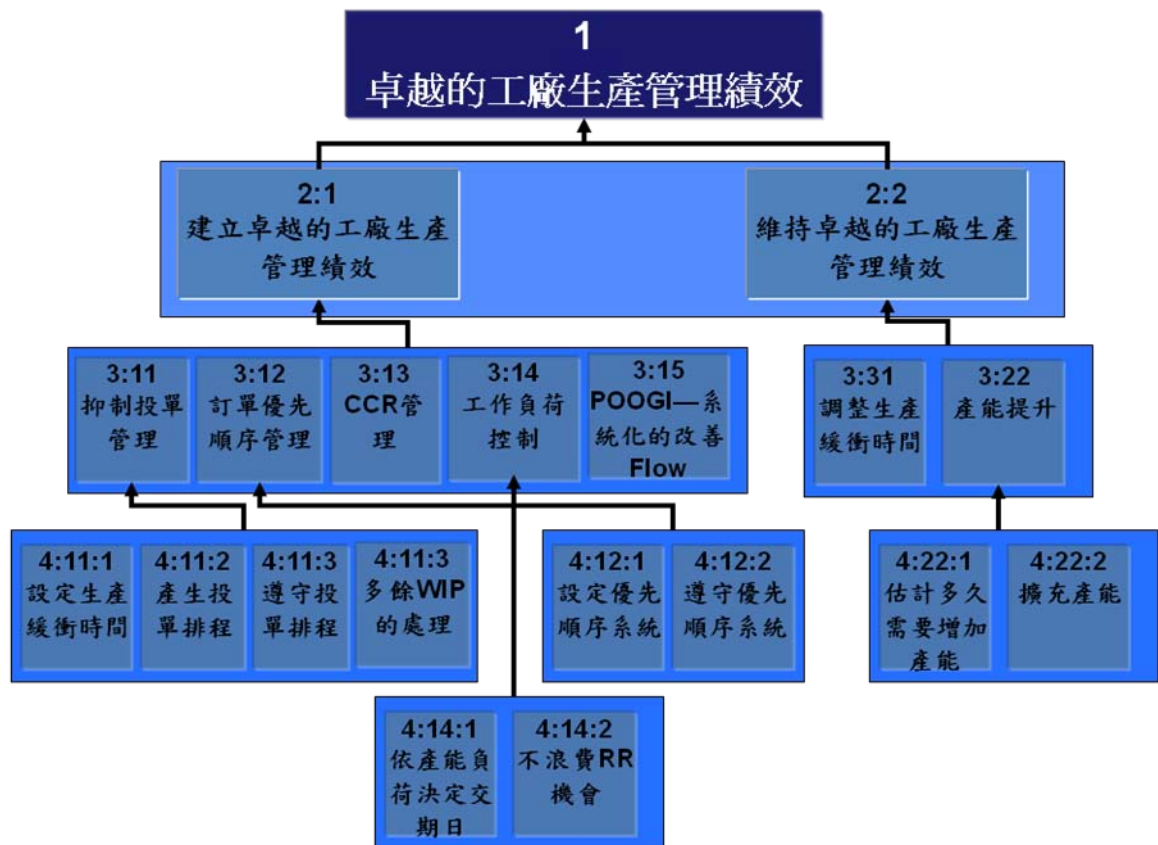 1
卓越的工廠生產管理績效
2:1
建立卓越的工廠生產
管理績效
2:2
維持卓越的工廠生產
管理績效
3:11
抑制投單
管理
3:12
訂單優先
順序管理
3:13
CCR管
理
3:14
工作負荷
控制
3:15
POOGI—系
統化的改善
Flow
3:31
調整生產
緩衝時間
3:22
產能提升
4:11:1
設定生產
緩衝時間
4:11:2
產生投
單排程
4:11:3
遵守投
單排程
4:11:3
多餘WIP
的處理
4:12:1
設定優先
順序系統
4:12:2
遵守優先
順序系統
4:22:1
估計多久
需要增加
產能
4:22:2
擴充產能
4:14:1
依產能負
荷決定交
期日
4:14:2
不浪費RR
機會